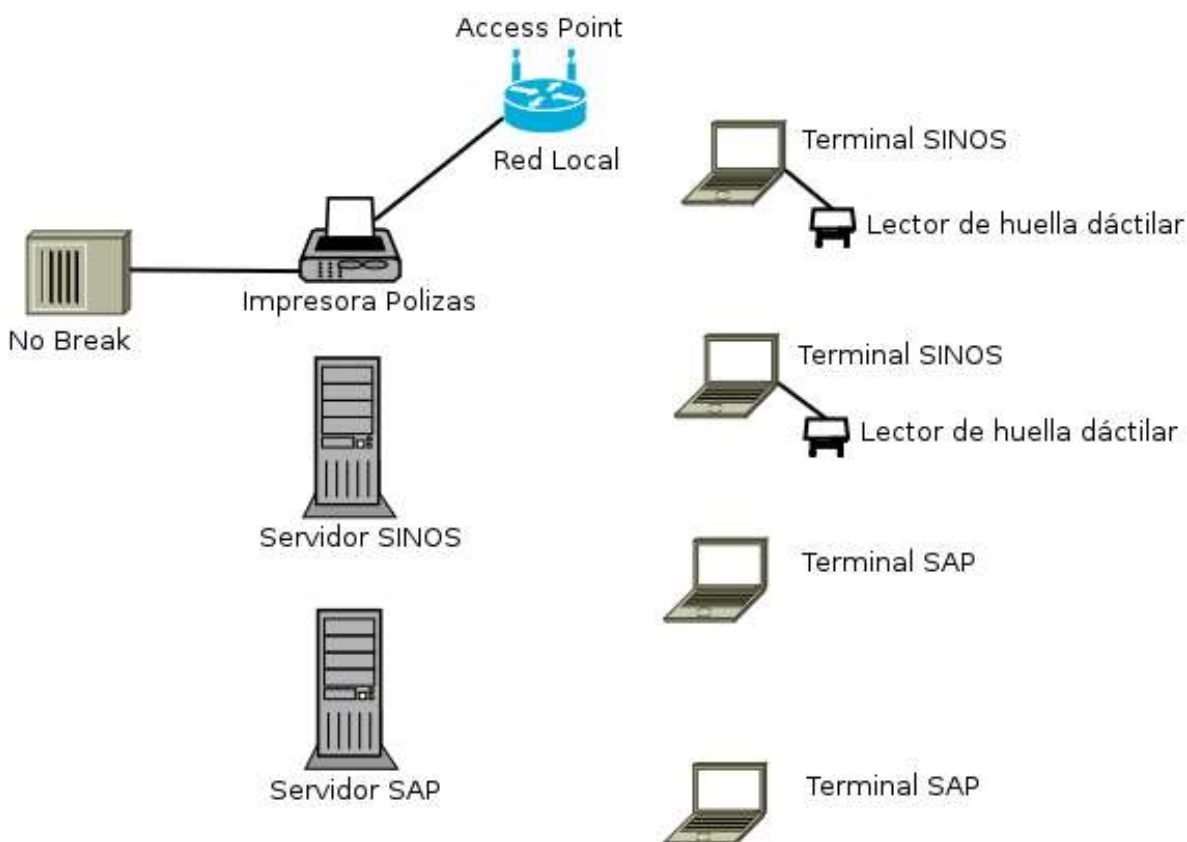 Access Point
Red Local
Terminal SINOS
Lector de huella dáctilar
Impresora Polizas
No Break
Terminal SINOS
Lector de huella dáctilar
Servidor SINOS
Terminal SAP
Servidor SAP
Terminal SAP